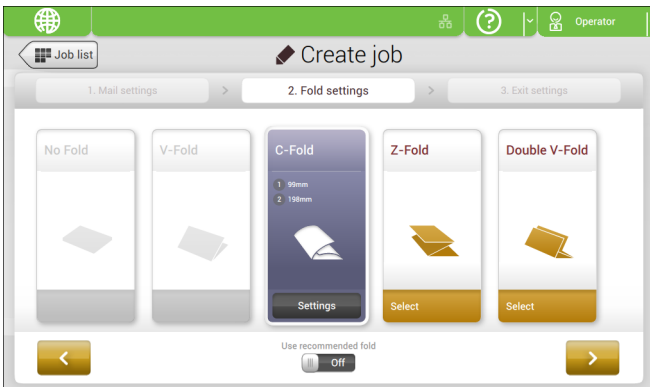 Operator
Job list
Create job
1. Mail settings > 2. Fold settings > 3. Exit settings
No Fold
V-Fold
C-Fold
1 99mm
2 198mm
Settings
Z-Fold
Select
Double V-Fold
Select
Use recommended fold
Off